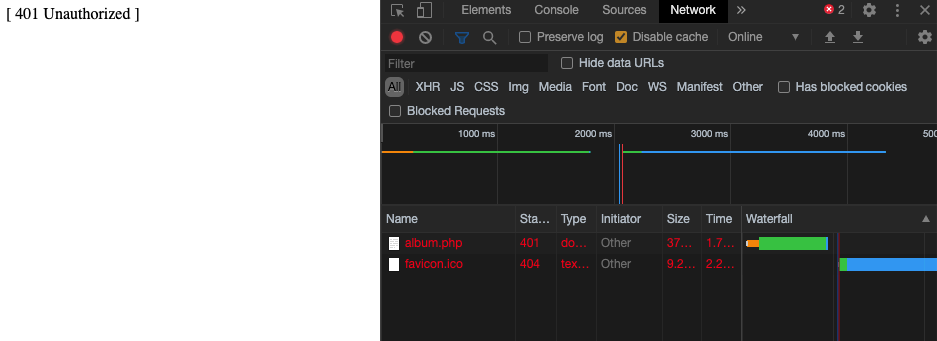 [ 401 Unauthorized ]
Elements Console Sources Network 2
Preserve log Disable cache Online
Filter Hide data URLs
All XHR JS CSS Img Media Font Doc WS Manifest Other Has blocked cookies
Blocked Requests
1000 ms 2000 ms 3000 ms 4000 ms 500
Name Sta... Type Initiator Size Time Waterfall
album.php 401 do... Other 37... 1.7...
favicon.ico 404 tex... Other 9.2... 2.2...